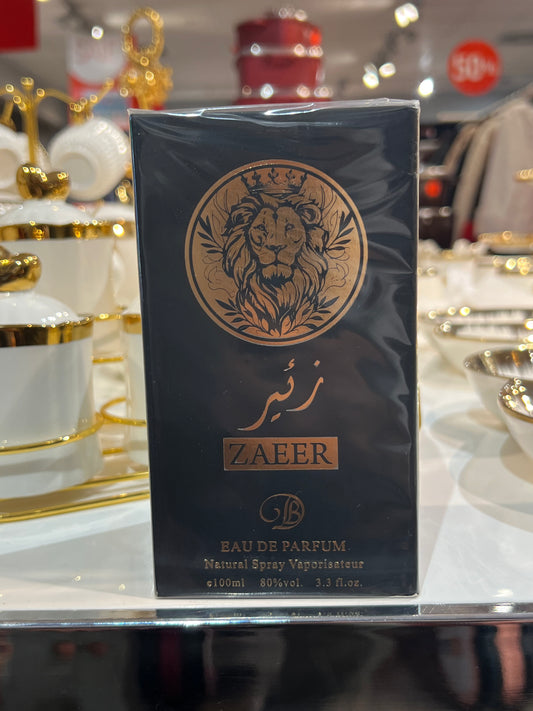 زئير
ZAEER
B
EAU DE PARFUM
Natural Spray Vaporisateur
e100ml 80%vol. 3.3 fl.oz.
50%